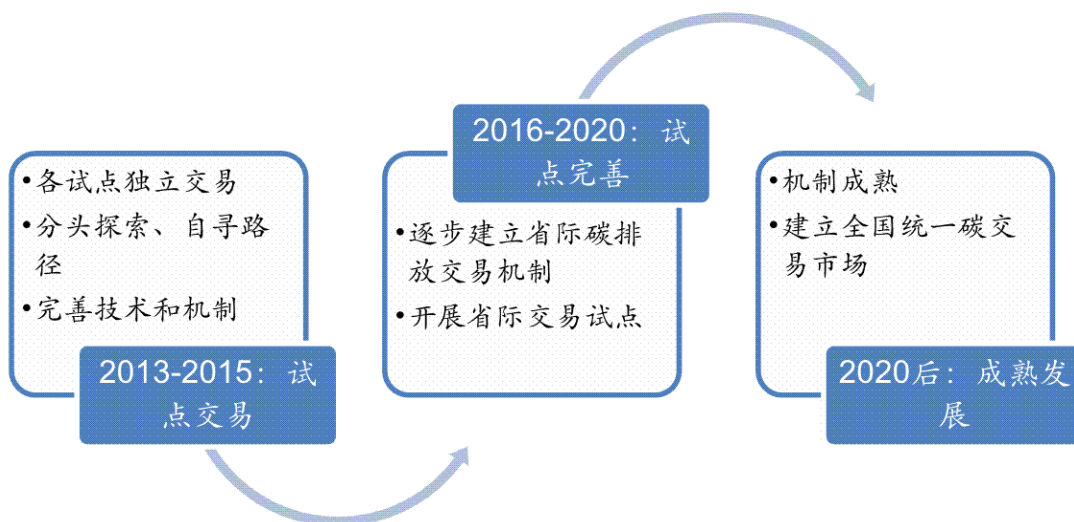 •各试点独立交易
•分头探索、自寻路
径
•完善技术和机制
2013-2015：试
点交易
2016-2020：试
点完善
•逐步建立省际碳排
放交易机制
•开展省际交易试点
•机制成熟
•建立全国统一碳交
易市场
2020后：成熟发
展